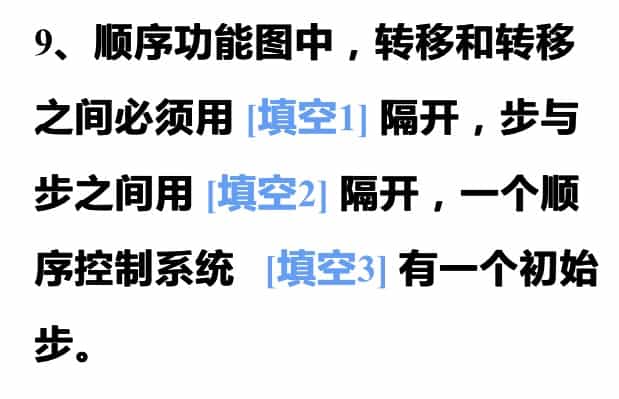 9、顺序功能图中，转移和转移
之间必须用 [填空1] 隔开，步与
步之间用 [填空2] 隔开，一个顺
序控制系统 [填空3] 有一个初始
步。